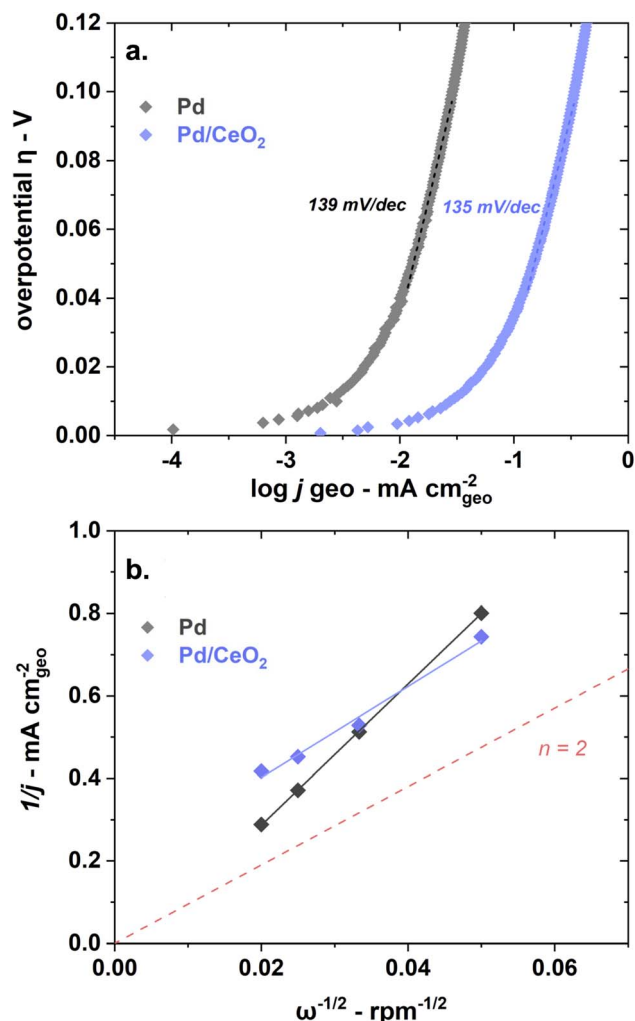 a.
0.12
0.10
0.08
0.06
0.04
0.02
0.00
overpotential η - V
Pd
Pd/CeO2
139 mV/dec
135 mV/dec
-4
-3
-2
-1
0
log j geo - mA cm-2geo
b.
1.0
0.8
0.6
0.4
0.2
0.0
1/j - mA cm-2geo
Pd
Pd/CeO2
n = 2
0.00
0.02
0.04
0.06
ω-1/2 - rpm-1/2